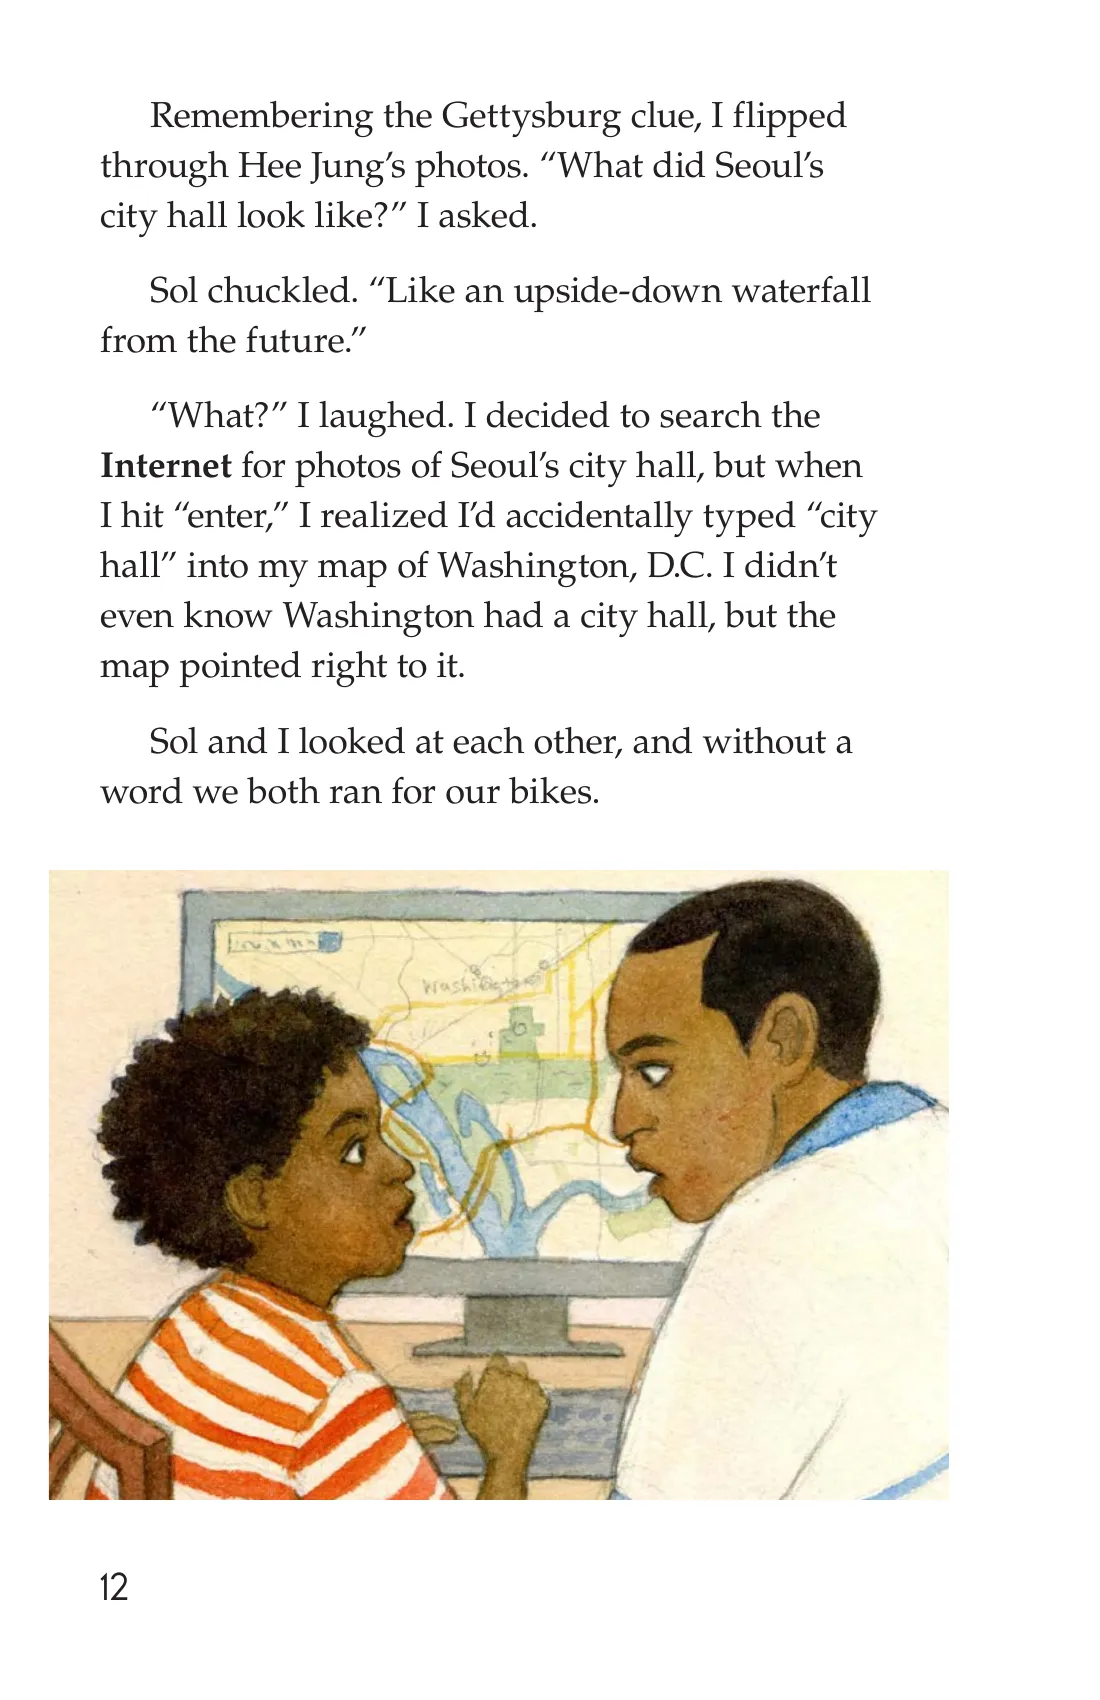 Remembering the Gettysburg clue, I flipped
through Hee Jung’s photos. “What did Seoul’s
city hall look like?” I asked.
Sol chuckled. “Like an upside-down waterfall
from the future.”
“What?” I laughed. I decided to search the
Internet for photos of Seoul’s city hall, but when
I hit “enter,” I realized I’d accidentally typed “city
hall” into my map of Washington, D.C. I didn’t
even know Washington had a city hall, but the
map pointed right to it.
Sol and I looked at each other, and without a
word we both ran for our bikes.
Washington
12